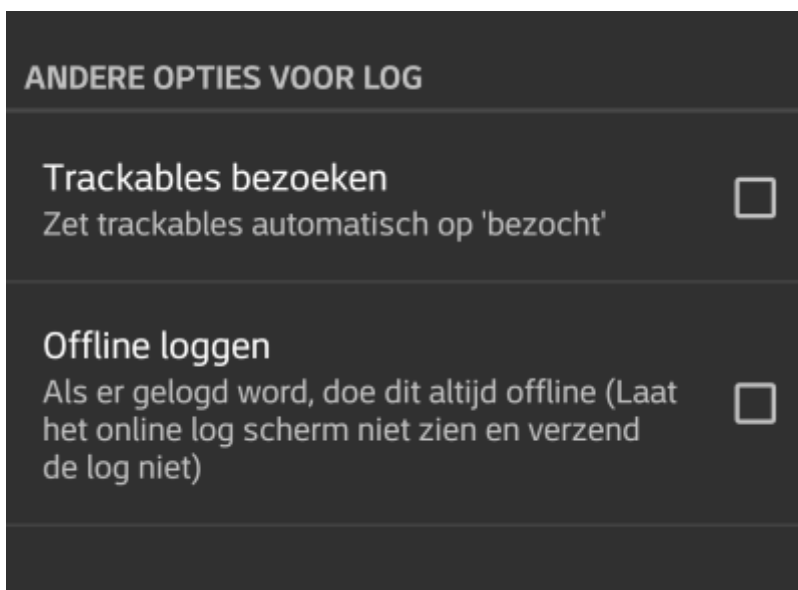 ANDERE OPTIES VOOR LOG
Trackables bezoeken
Zet trackables automatisch op 'bezocht'
Offline loggen
Als er gelogd word, doe dit altijd offline (Laat
het online log scherm niet zien en verzend
de log niet)